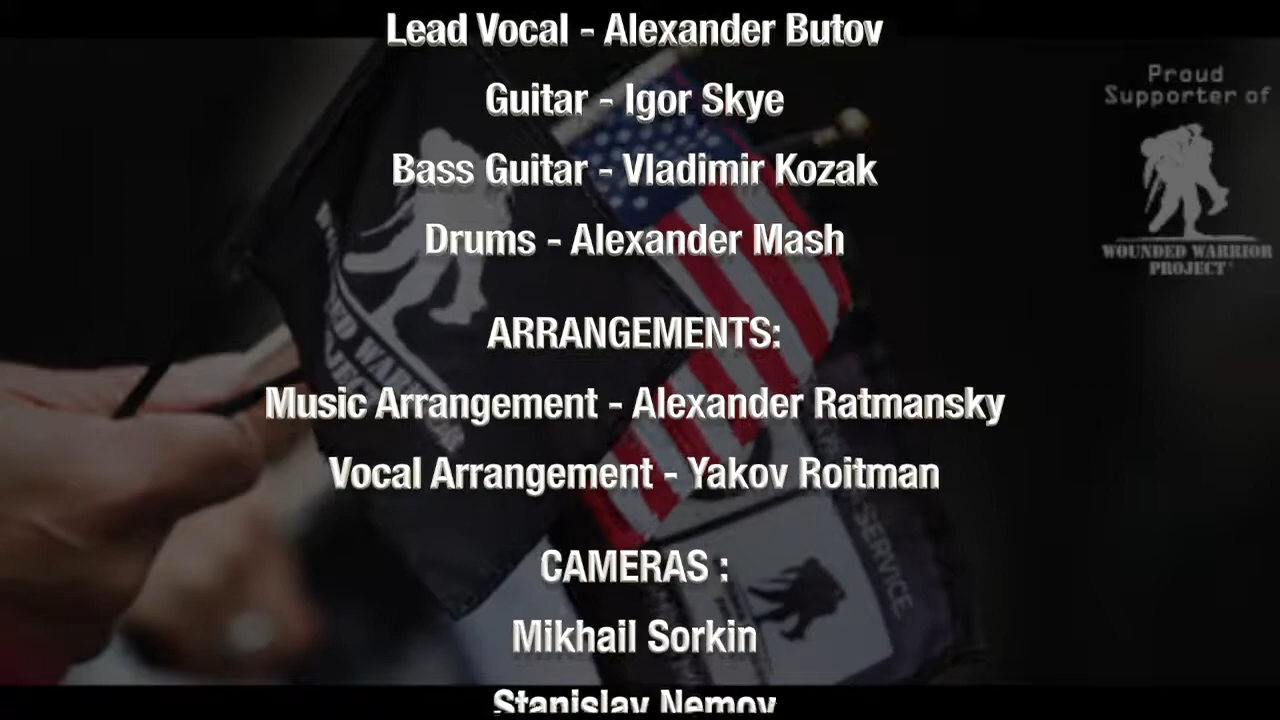 Lead Vocal - Alexander Butov
Guitar - Igor Skye
Bass Guitar - Vladimir Kozak
Drums - Alexander Mash
ARRANGEMENTS:
Music Arrangement - Alexander Ratmansky
Vocal Arrangement - Yakov Roitman
CAMERAS :
Mikhail Sorkin
Stanislav Nemov
Proud
Supporter of
WOUNDED WARRIOR
PROJECT
SERVICE